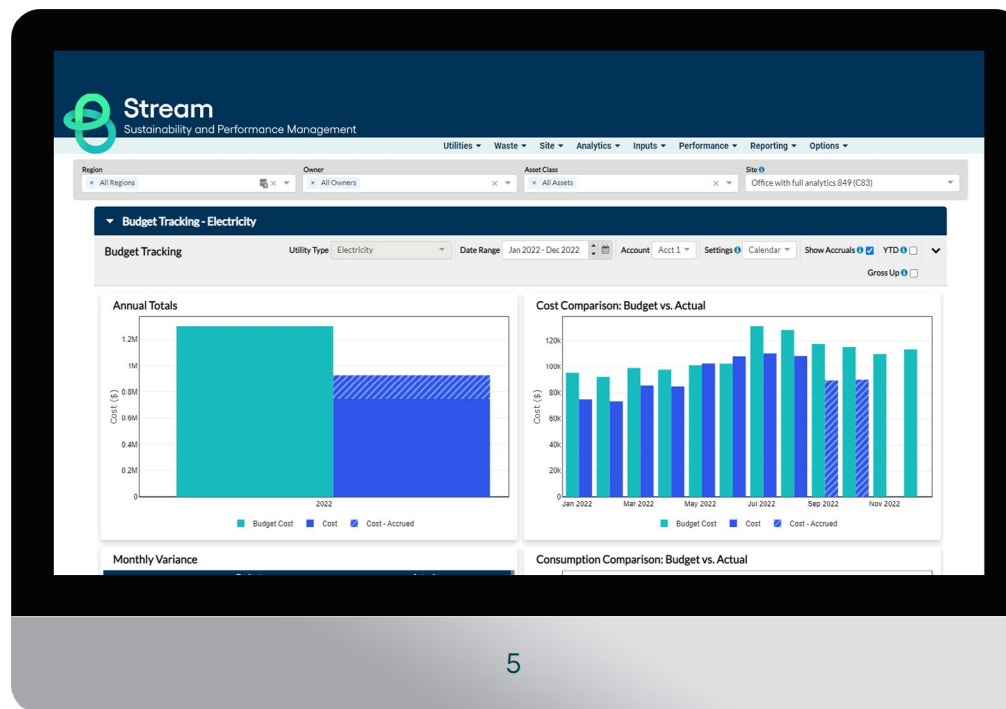 Stream
Sustainability and Performance Management
Utilities Waste Site Analytics Inputs Performance Reporting Options
Region Owner Asset Class Site
× All Regions × All Owners × All Assets Office with full analytics 849 (C83)
Budget Tracking - Electricity
Budget Tracking Utility Type Electricity Date Range Jan 2022 - Dec 2022 Account Acct 1 Settings Calendar Show Accruals YTD
Gross Up
Annual Totals
1.2M
1M
0.8M
0.6M
0.4M
0.2M
0
Cost ($)
2022
Budget Cost Cost Cost - Accrued
Cost Comparison: Budget vs. Actual
120k
100k
80k
60k
40k
20k
0
Cost ($)
Jan 2022 Mar 2022 May 2022 Jul 2022 Sep 2022 Nov 2022
Budget Cost Cost Cost - Accrued
Monthly Variance
Consumption Comparison: Budget vs. Actual
5